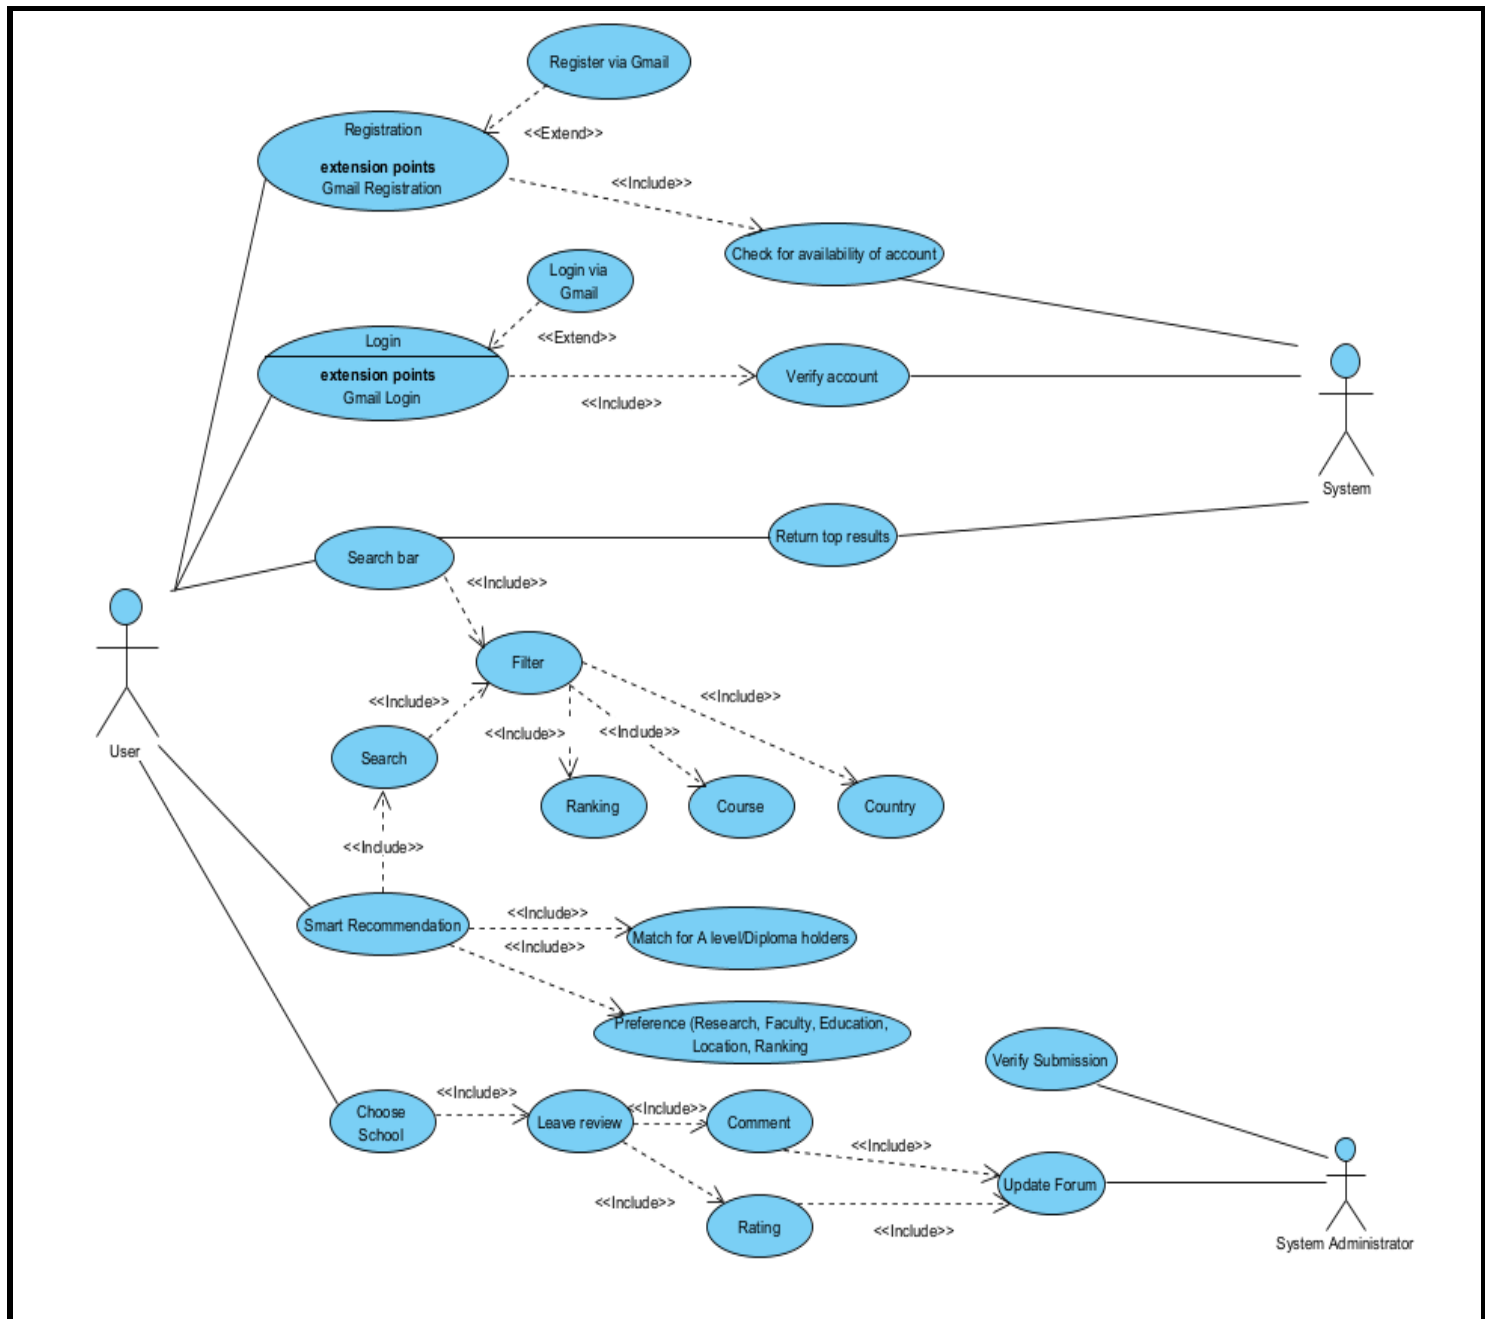 Register via Gmail
Registration
<<Extend>>
extension points
Gmail Registration
<<Include>>
Check for availability of account
Login via
Gmail
<<Extend>>
Login
extension points
Gmail Login
Verify account
<<Include>>
System
Return top results
Search bar
<<Include>>
Filter
<<Include>>
<<Include>>
<<Include>>
<<Include>>
User
Search
Ranking
Course
Country
<<Include>>
Smart Recommendation
<<Include>>
Match for A level/Diploma holders
<<Include>>
Preference (Research, Faculty, Education,
Location, Ranking
Verify Submission
Choose
School
<<Include>>
Leave review
<<Include>>
Comment
<<Include>>
Update Forum
<<Include>>
Rating
<<Include>>
System Administrator